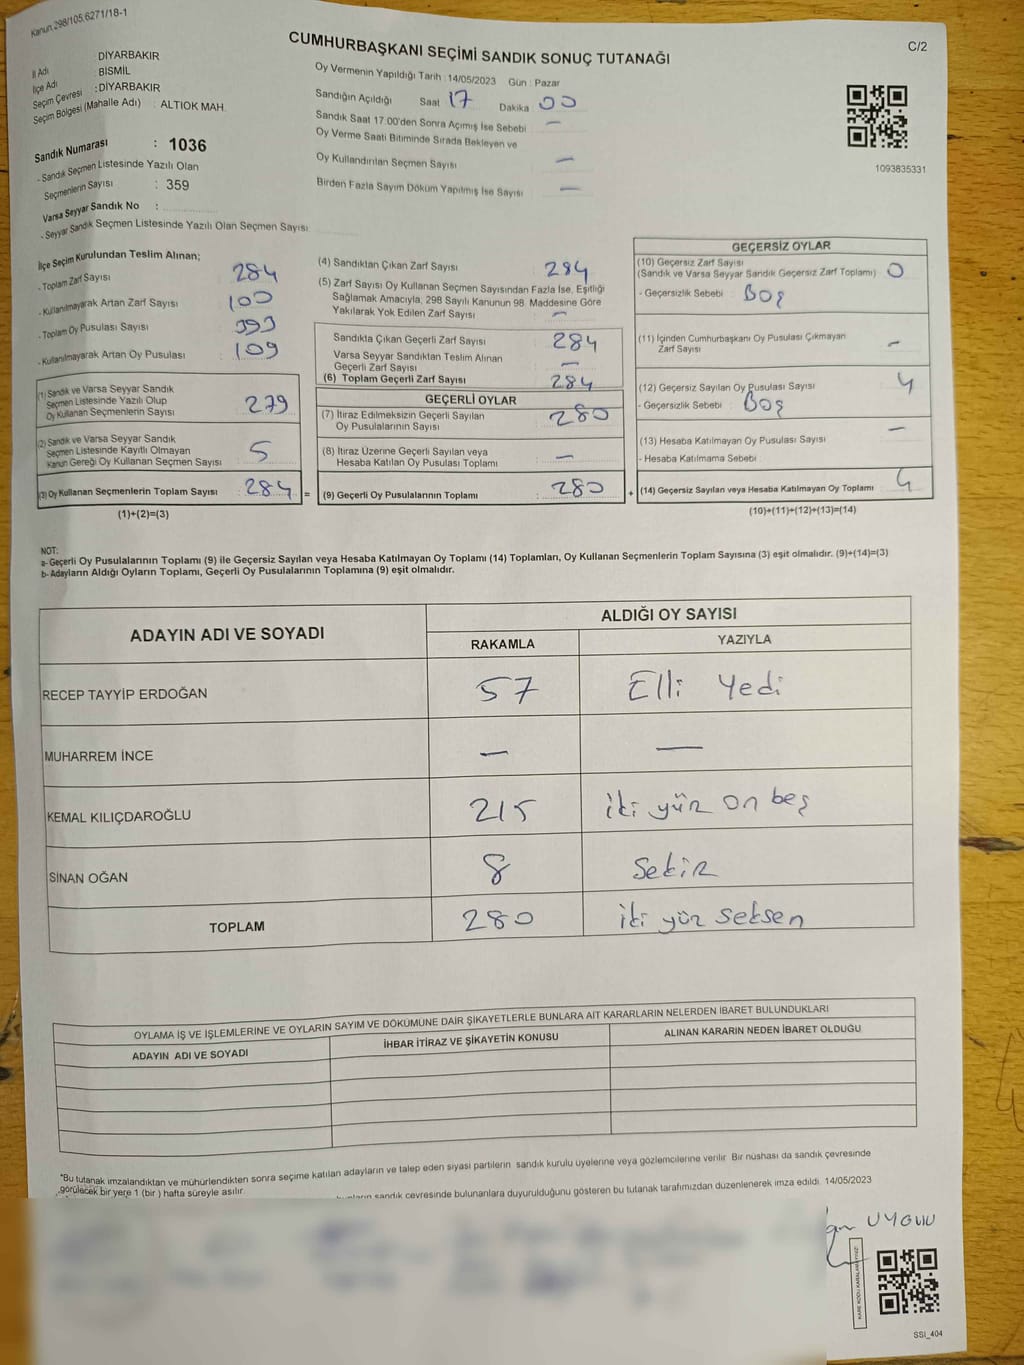 Kanun 298/105.6271/18-1
C/2
CUMHURBAŞKANI SEÇİMİ SANDIK SONUÇ TUTANAĞI
İl Adı DİYARBAKIR
İlçe Adı BİSMİL
Seçim Çevresi : DİYARBAKIR
Seçim Bölgesi (Mahalle Adı) : ALTIOK MAH.
Sandık Numarası : 1036
- Sandık Seçmen Listesinde Yazılı Olan
Seçmenlerin Sayısı : 359
Varsa Seyyar Sandık No :
- Seyyar Sandık Seçmen Listesinde Yazılı Olan Seçmen Sayısı
Oy Vermenin Yapıldığı Tarih : 14/05/2023 Gün : Pazar
Sandığın Açıldığı Saat 17 Dakika 00
Sandık Saat 17:00'den Sonra Açımış İse Sebebi —
Oy Verme Saati Bitiminde Sırada Bekleyen ve
Oy Kullandırılan Seçmen Sayısı —
Birden Fazla Sayım Döküm Yapılmış İse Sayısı —
1093835331
İlçe Seçim Kurulundan Teslim Alınan;
- Toplam Zarf Sayısı 284
- Kullanılmayarak Artan Zarf Sayısı 100
- Toplam Oy Pusulası Sayısı 393
- Kullanılmayarak Artan Oy Pusulası 109
(1) Sandık ve Varsa Seyyar Sandık
Seçmen Listesinde Yazılı Olup
Oy Kullanan Seçmenlerin Sayısı 279
(2) Sandık ve Varsa Seyyar Sandık
Seçmen Listesinde Kayıtlı Olmayan
Kanun Gereği Oy Kullanan Seçmen Sayısı 5
(3) Oy Kullanan Seçmenlerin Toplam Sayısı : 284 =
(1)+(2)=(3)
(4) Sandıktan Çıkan Zarf Sayısı 284
(5) Zarf Sayısı Oy Kullanan Seçmen Sayısından Fazla İse, Eşitliği
Sağlamak Amacıyla, 298 Sayılı Kanunun 98. Maddesine Göre
Yakılarak Yok Edilen Zarf Sayısı : —
Sandıkta Çıkan Geçerli Zarf Sayısı 284
Varsa Seyyar Sandıktan Teslim Alınan
Geçerli Zarf Sayısı —
(6) Toplam Geçerli Zarf Sayısı 284
GEÇERLİ OYLAR
(7) İtiraz Edilmeksizin Geçerli Sayılan
Oy Pusulalarının Sayısı 280
(8) İtiraz Üzerine Geçerli Sayılan veya
Hesaba Katılan Oy Pusulası Toplamı —
(9) Geçerli Oy Pusulalarının Toplamı : 280 +
GEÇERSİZ OYLAR
(10) Geçersiz Zarf Sayısı
(Sandık ve Varsa Seyyar Sandık Geçersiz Zarf Toplamı) 0
- Geçersizlik Sebebi : Boş
(11) İçinden Cumhurbaşkanı Oy Pusulası Çıkmayan
Zarf Sayısı —
(12) Geçersiz Sayılan Oy Pusulası Sayısı 4
- Geçersizlik Sebebi : Boş
(13) Hesaba Katılmayan Oy Pusulası Sayısı —
- Hesaba Katılmama Sebebi
(14) Geçersiz Sayılan veya Hesaba Katılmayan Oy Toplamı 4
(10)+(11)+(12)+(13)=(14)
NOT:
a- Geçerli Oy Pusulalarının Toplamı (9) ile Geçersiz Sayılan veya Hesaba Katılmayan Oy Toplamı (14) Toplamları, Oy Kullanan Seçmenlerin Toplam Sayısına (3) eşit olmalıdır. (9)+(14)=(3)
b- Adayların Aldığı Oyların Toplamı, Geçerli Oy Pusulalarının Toplamına (9) eşit olmalıdır.
ADAYIN ADI VE SOYADI ALDIĞI OY SAYISI
RAKAMLA YAZIYLA
RECEP TAYYİP ERDOĞAN 57 Elli Yedi
MUHARREM İNCE — —
KEMAL KILIÇDAROĞLU 215 iki yüz on beş
SİNAN OĞAN 8 Sekiz
TOPLAM 280 iki yüz seksen
OYLAMA İŞ VE İŞLEMLERİNE VE OYLARIN SAYIM VE DÖKÜMÜNE DAİR ŞİKAYETLERLE BUNLARA AİT KARARLARIN NELERDEN İBARET BULUNDUKLARI
ADAYIN ADI VE SOYADI İHBAR İTİRAZ VE ŞİKAYETİN KONUSU ALINAN KARARIN NEDEN İBARET OLDUĞU
*Bu tutanak imzalandıktan ve mühürlendikten sonra seçime katılan adayların ve talep eden siyasi partilerin sandık kurulu üyelerine veya gözlemcilerine verilir. Bir nüshası da sandık çevresinde
görülecek bir yere 1 (bir) hafta süreyle asılır.
sandık çevresinde bulunanlara duyurulduğunu gösteren bu tutanak tarafımızdan düzenlenerek imza edildi. 14/05/2023
UYGUU
KARE KODU KARALAMAYINIZ!
SSI_404